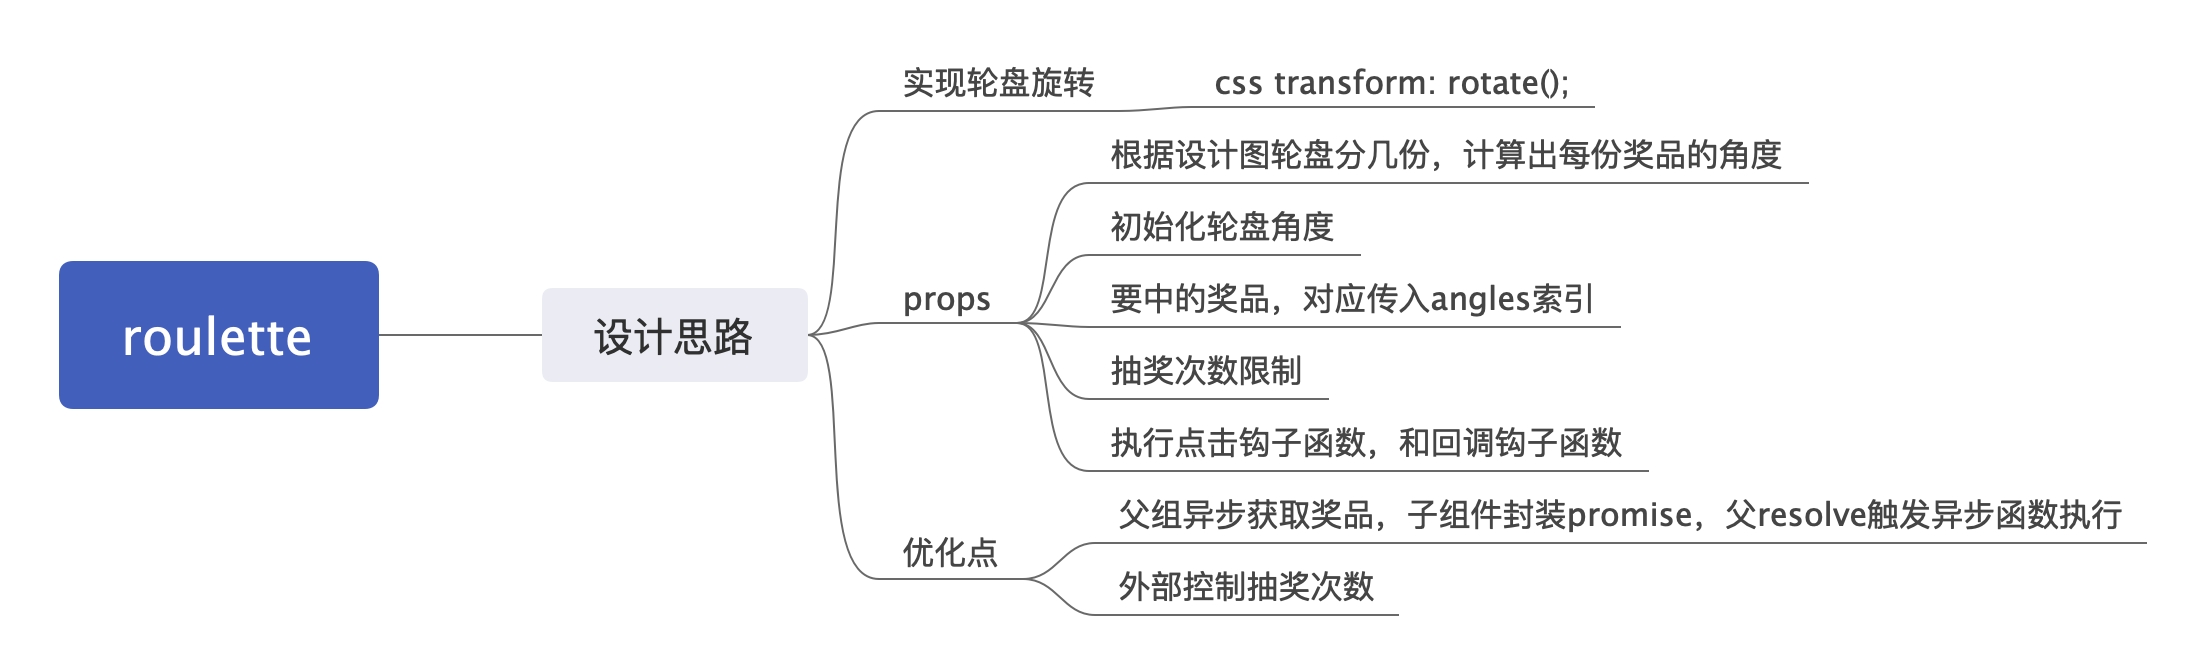 roulette
设计思路
实现轮盘旋转
css transform: rotate();
props
根据设计图轮盘分几份，计算出每份奖品的角度
初始化轮盘角度
要中的奖品，对应传入angles索引
抽奖次数限制
执行点击钩子函数，和回调钩子函数
优化点
父组异步获取奖品，子组件封装promise，父resolve触发异步函数执行
外部控制抽奖次数